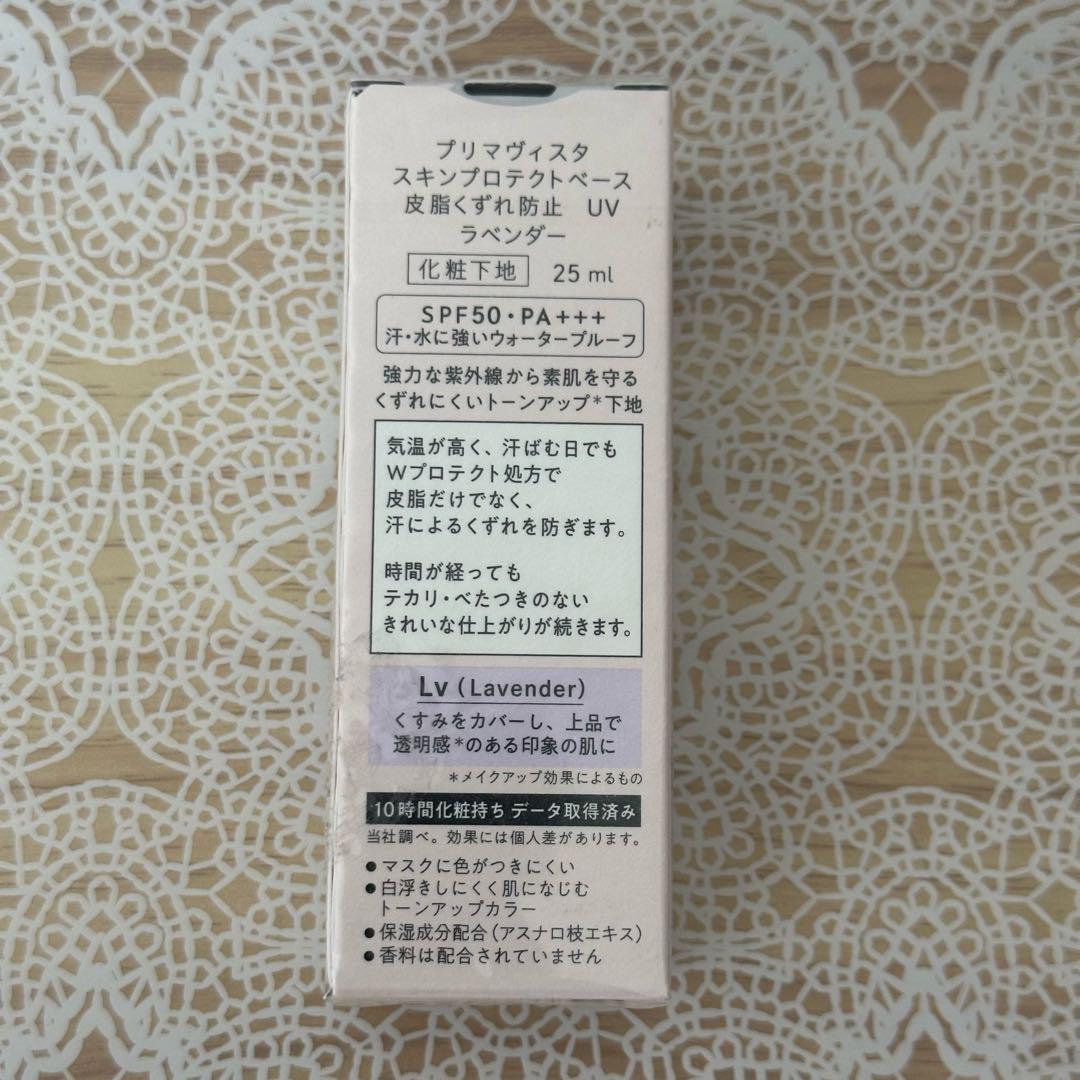 プリマヴィスタ
スキンプロテクトベース
皮脂くずれ防止 UV
ラベンダー
化粧下地 25 ml
SPF50・PA+++
汗・水に強いウォータープルーフ
強力な紫外線から素肌を守る
くずれにくいトーンアップ*下地
気温が高く、汗ばむ日でも
Wプロテクト処方で
皮脂だけでなく、
汗によるくずれを防ぎます。
時間が経っても
テカリ・べたつきのない
きれいな仕上がりが続きます。
Lv (Lavender)
くすみをカバーし、上品で
透明感*のある印象の肌に
*メイクアップ効果によるもの
10時間化粧持ち データ取得済み
当社調べ。効果には個人差があります。
●マスクに色がつきにくい
●白浮きしにくく肌になじむ
トーンアップカラー
●保湿成分配合(アスナロ枝エキス)
●香料は配合されていません